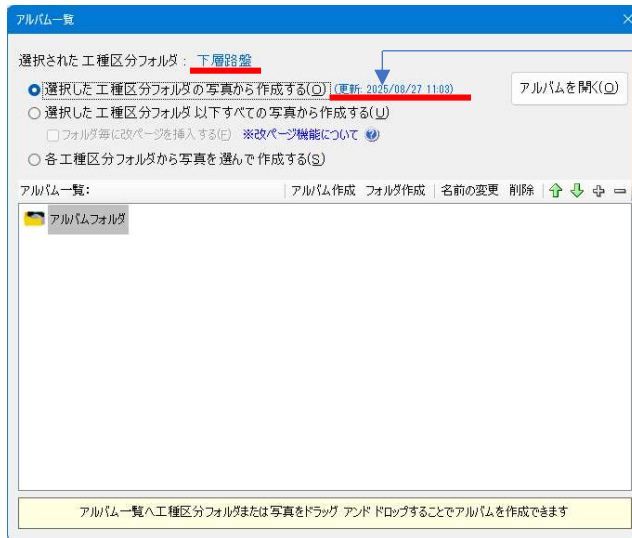 アルバム一覧
選択された工種区分フォルダ： 下層路盤
選択した工種区分フォルダの写真から作成する(O) (更新: 2025/08/27 11:03) アルバムを開く(O)
選択した工種区分フォルダ以下すべての写真から作成する(U)
フォルダ毎に改ページを挿入する(F) ※改ページ機能について
各工種区分フォルダから写真を選んで作成する(S)
アルバム一覧: アルバム作成 フォルダ作成 名前の変更 削除
アルバムフォルダ
アルバム一覧へ工種区分フォルダまたは写真をドラッグ アンド ドロップすることでアルバムを作成できます